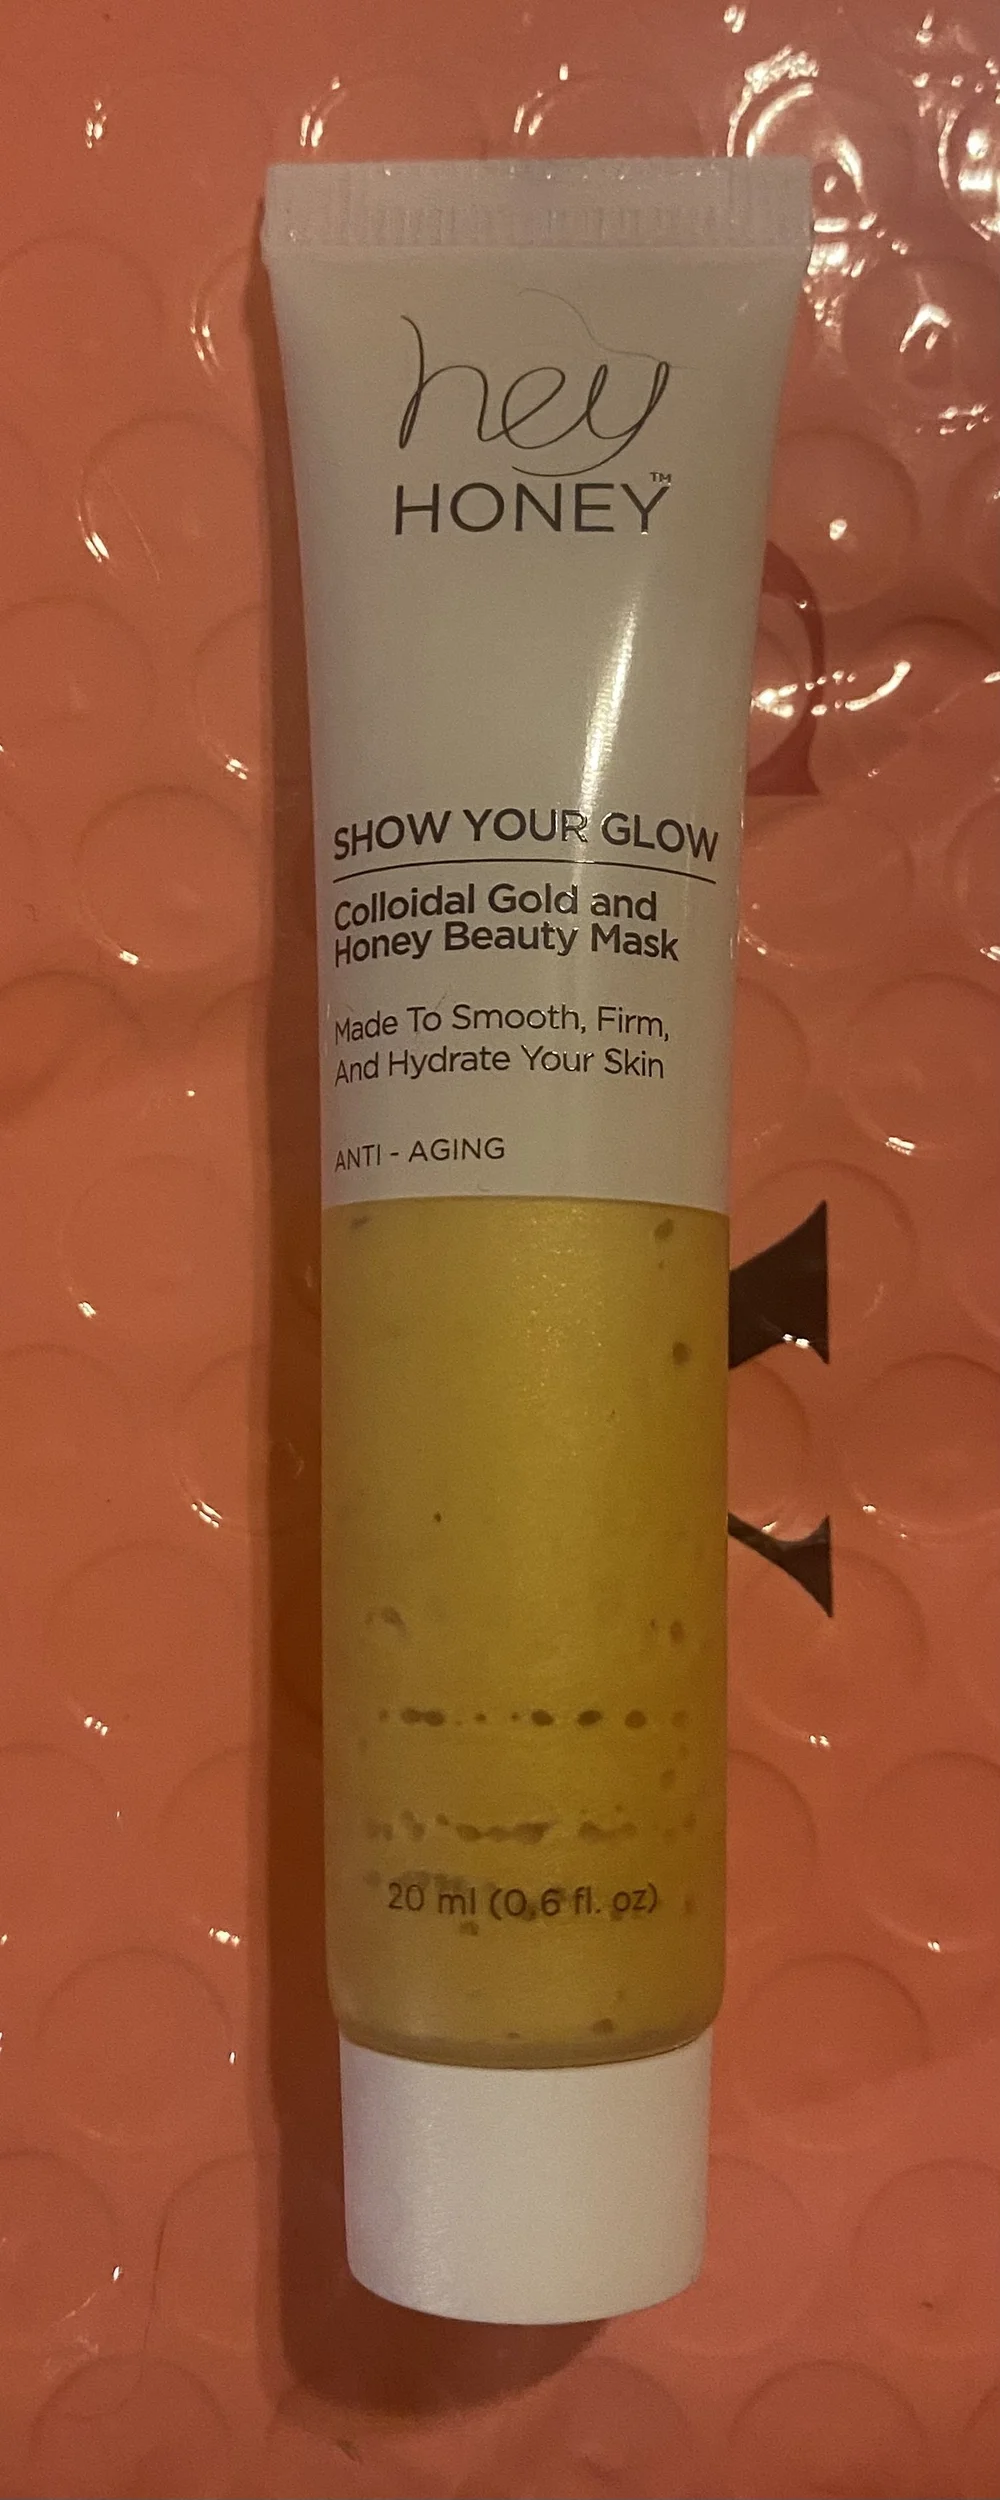 hey
HONEY™
SHOW YOUR GLOW
Colloidal Gold and
Honey Beauty Mask
Made To Smooth, Firm,
And Hydrate Your Skin
ANTI - AGING
20 ml (0.6 fl. oz)